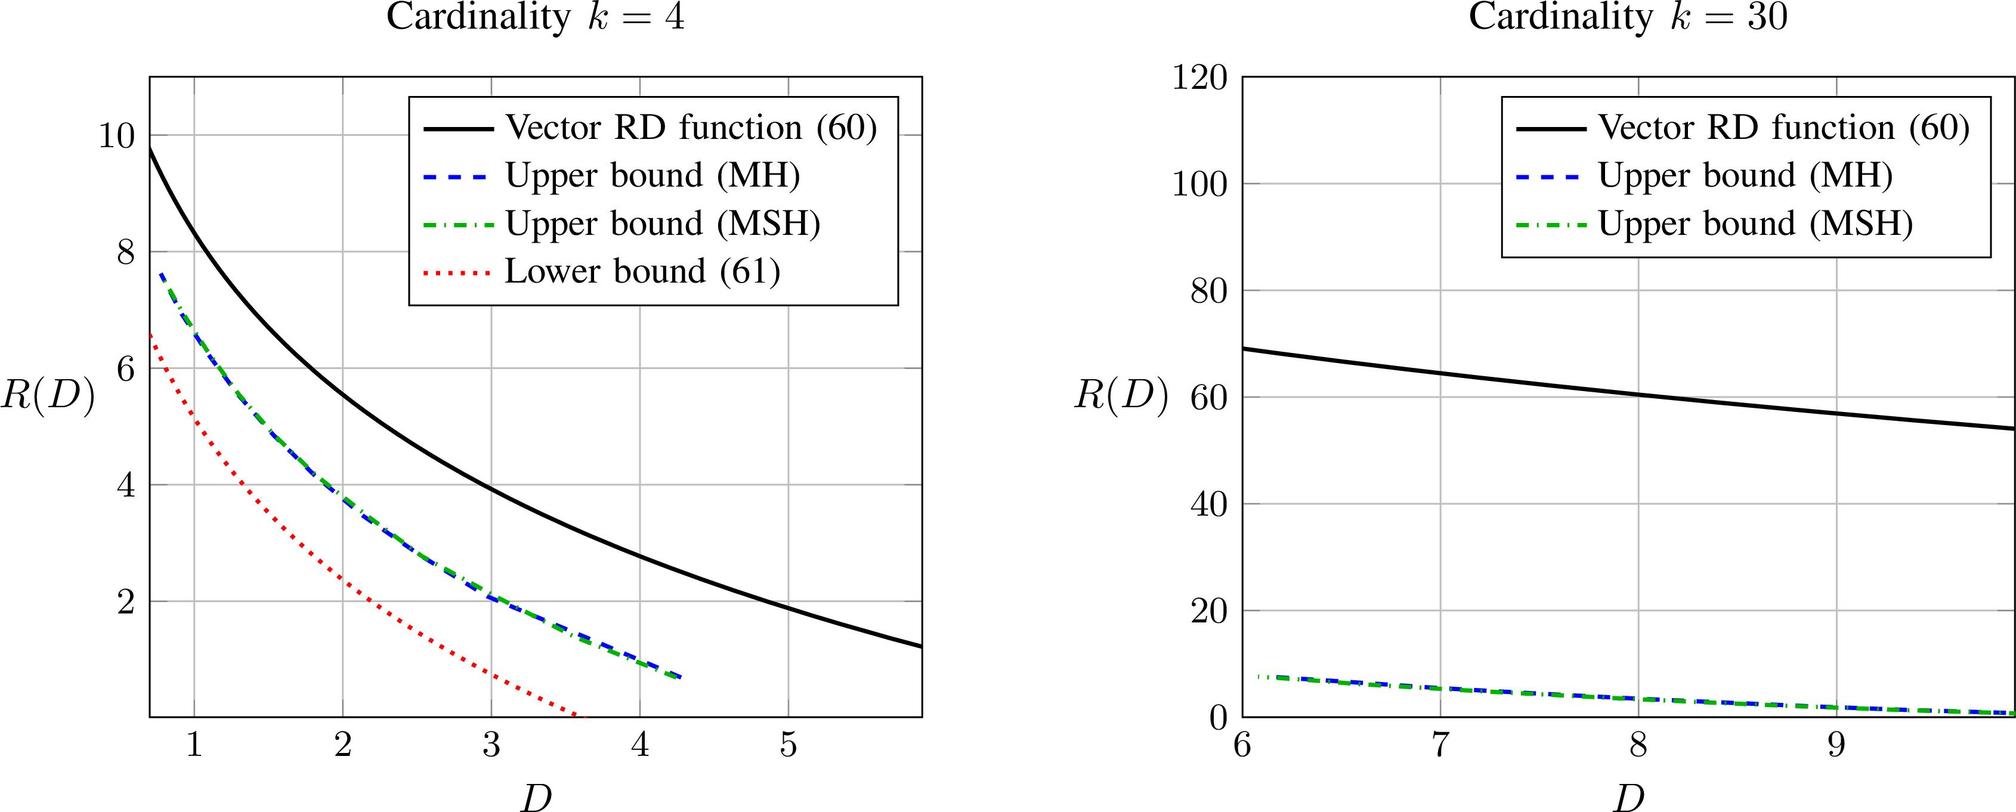 Cardinality k = 4
10
8
6
4
2
R(D)
Vector RD function (60)
Upper bound (MH)
Upper bound (MSH)
Lower bound (61)
1 2 3 4 5
D
Cardinality k = 30
120
100
80
60
40
20
0
R(D)
Vector RD function (60)
Upper bound (MH)
Upper bound (MSH)
6 7 8 9
D